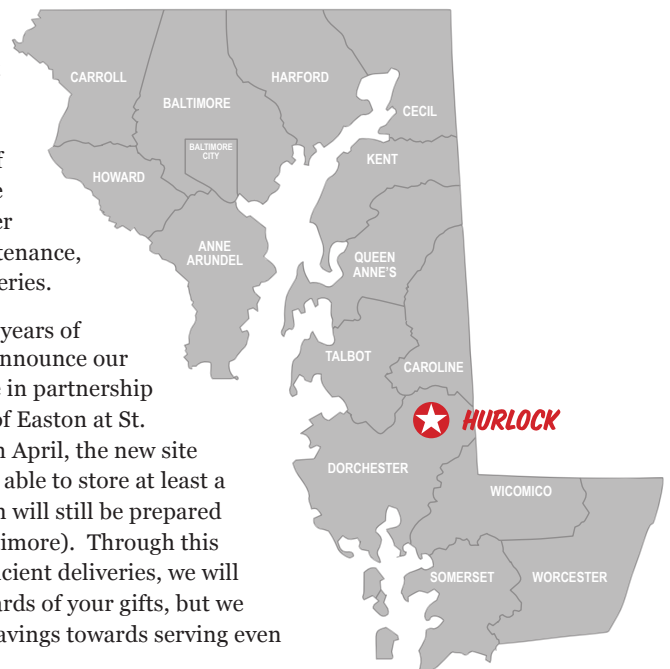 CARROLL
HARFORD
BALTIMORE
CECIL
BALTIMORE
CITY
KENT
HOWARD
ANNE
ARUNDEL
QUEEN
ANNE'S
TALBOT
CAROLINE
HURLOCK
DORCHESTER
WICOMICO
SOMERSET
WORCESTER
tenance,
eries.
years of
nnounce our
in partnership
of Easton at St.
April, the new site
able to store at least a
will still be prepared
imore). Through this
cient deliveries, we will
ards of your gifts, but we
avings towards serving even